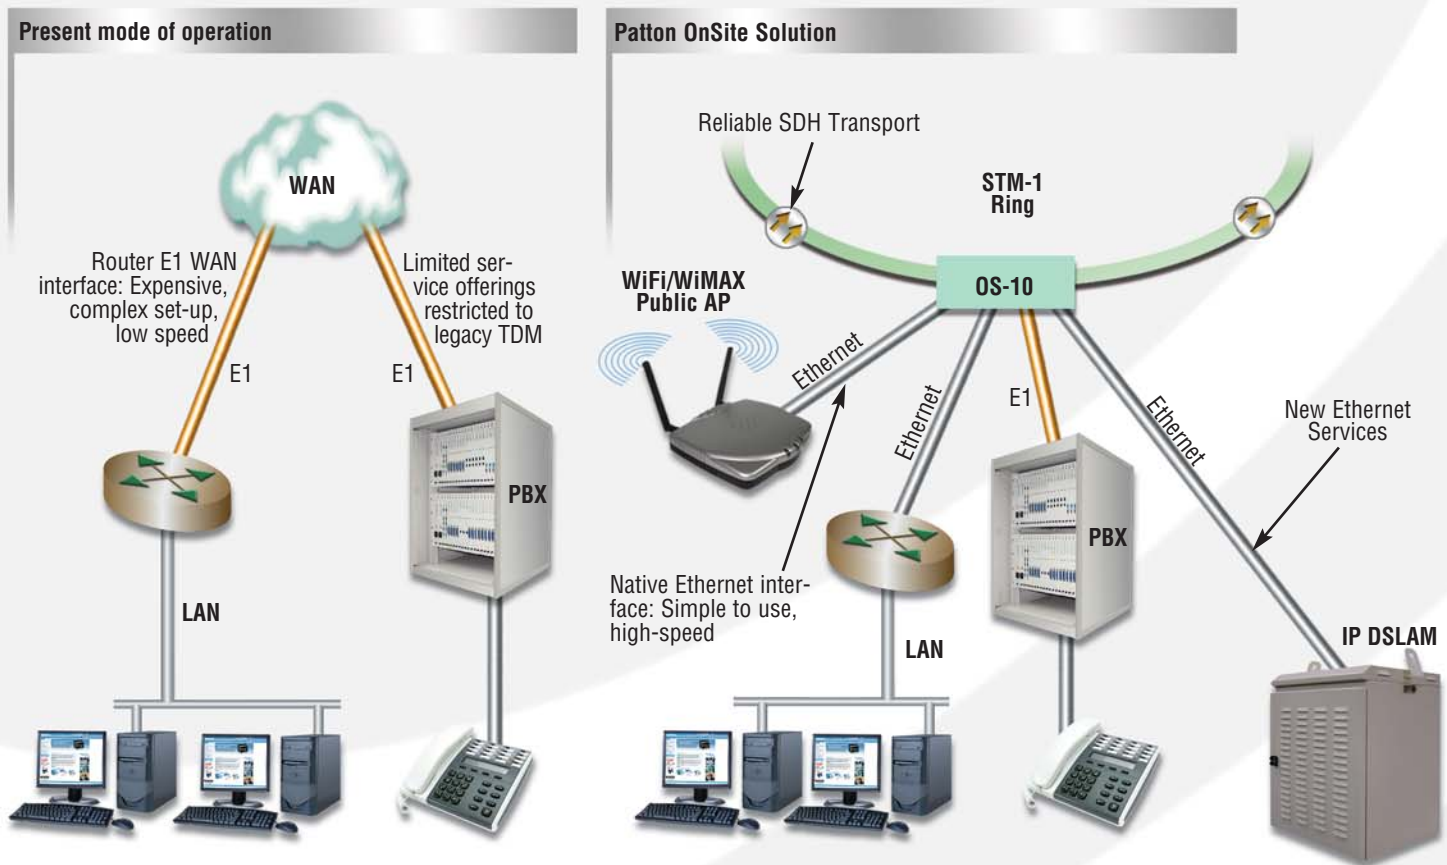 Present mode of operation
WAN
Router E1 WAN
interface: Expensive,
complex set-up,
low speed
Limited ser-
vice offerings
restricted to
legacy TDM
E1
E1
PBX
LAN
Patton OnSite Solution
Reliable SDH Transport
STM-1
Ring
OS-10
WiFi/WiMAX
Public AP
Ethernet
Ethernet
E1
Ethernet
New Ethernet
Services
PBX
Native Ethernet inter-
face: Simple to use,
high-speed
LAN
IP DSLAM